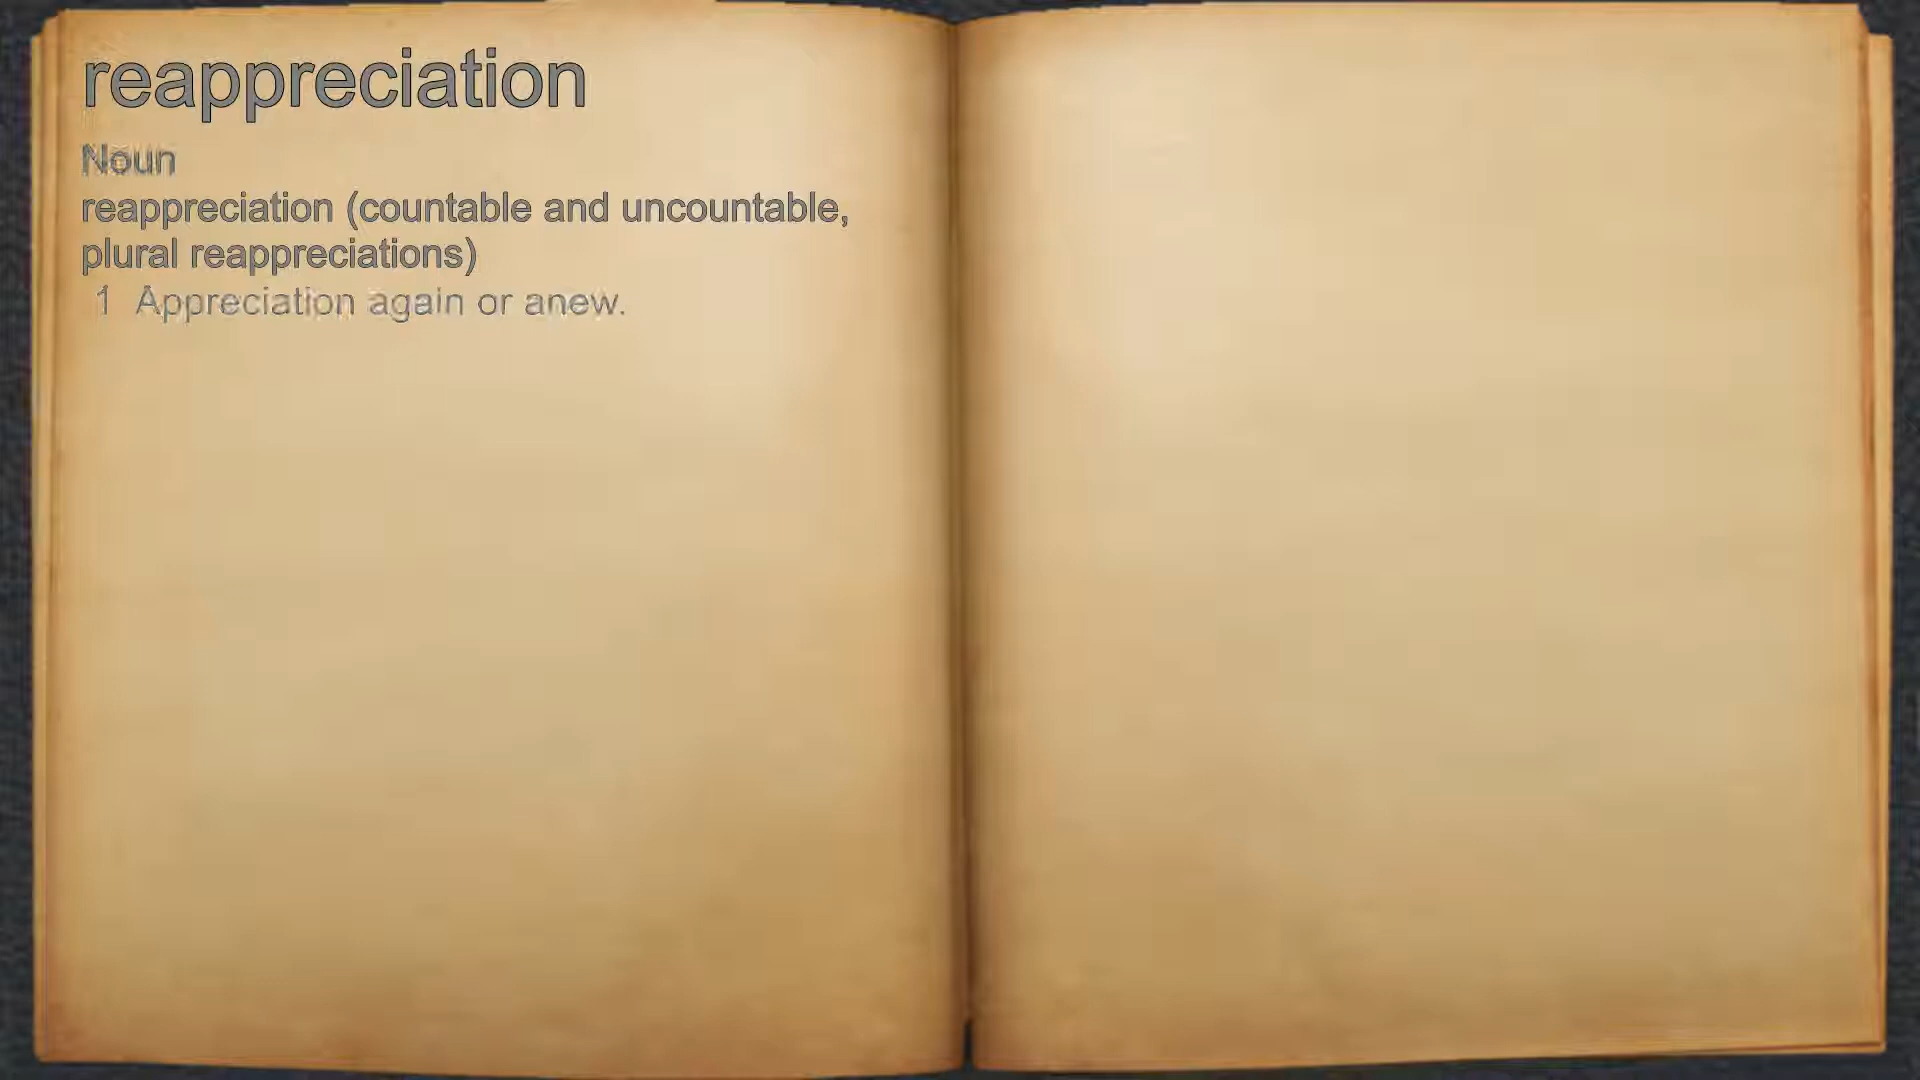 reappreciation
Noun
reappreciation (countable and uncountable,
plural reappreciations)
1 Appreciation again or anew.